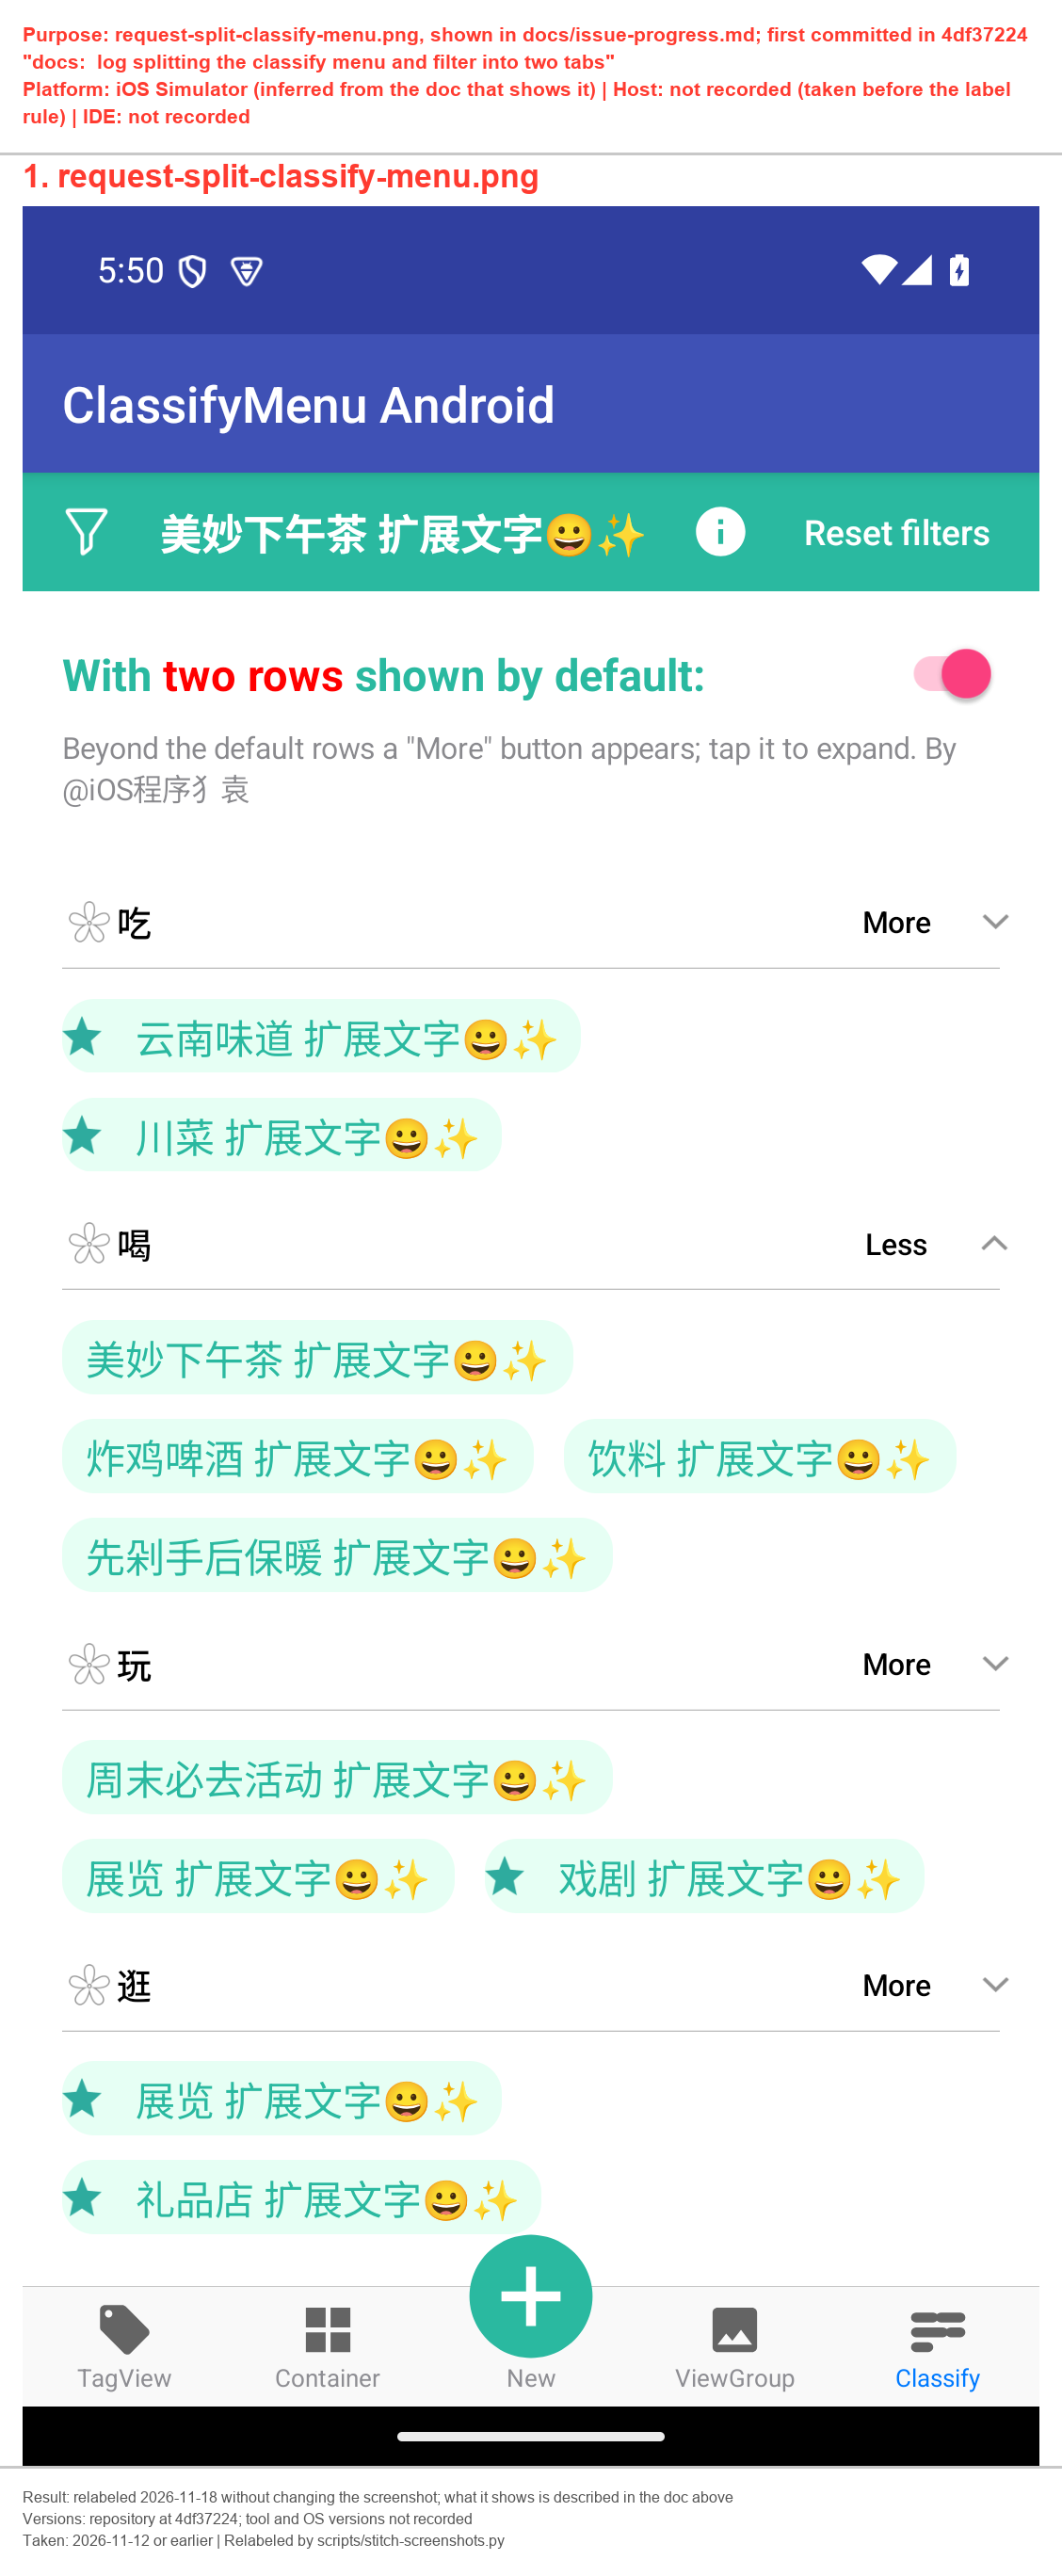 Purpose: request-split-classify-menu.png, shown in docs/issue-progress.md; first committed in 4df37224
"docs:  log splitting the classify menu and filter into two tabs"
Platform: iOS Simulator (inferred from the doc that shows it) | Host: not recorded (taken before the label
rule) | IDE: not recorded
1. request-split-classify-menu.png
5:50
ClassifyMenu Android
美妙下午茶 扩展文字😀✨ Reset filters
With two rows shown by default:
Beyond the default rows a "More" button appears; tap it to expand. By
@iOS程序犭袁
吃 More
云南味道 扩展文字😀✨
川菜 扩展文字😀✨
喝 Less
美妙下午茶 扩展文字😀✨
炸鸡啤酒 扩展文字😀✨ 饮料 扩展文字😀✨
先剁手后保暖 扩展文字😀✨
玩 More
周末必去活动 扩展文字😀✨
展览 扩展文字😀✨ 戏剧 扩展文字😀✨
逛 More
展览 扩展文字😀✨
礼品店 扩展文字😀✨
TagView Container New ViewGroup Classify
Result: relabeled 2026-11-18 without changing the screenshot; what it shows is described in the doc above
Versions: repository at 4df37224; tool and OS versions not recorded
Taken: 2026-11-12 or earlier | Relabeled by scripts/stitch-screenshots.py